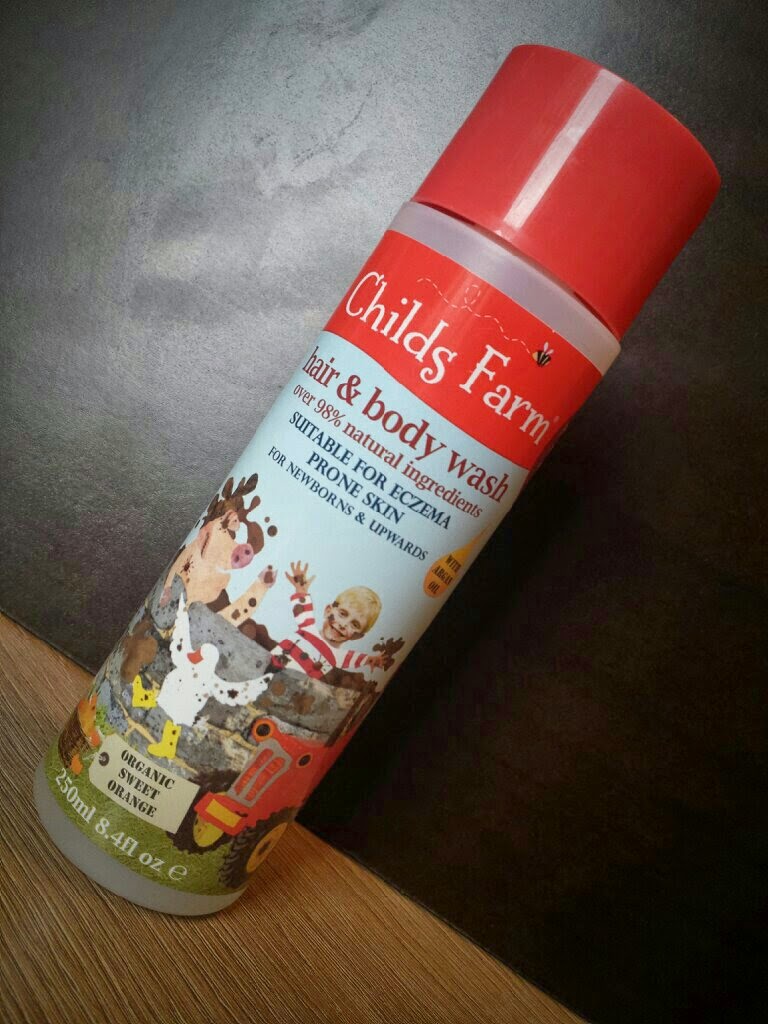 Childs Farm®
hair & body wash
over 98% natural ingredients
SUITABLE FOR ECZEMA
PRONE SKIN
FOR NEWBORNS & UPWARDS
WITH
ARGAN
OIL
ORGANIC
SWEET
ORANGE
250ml 8.4fl oz ℮